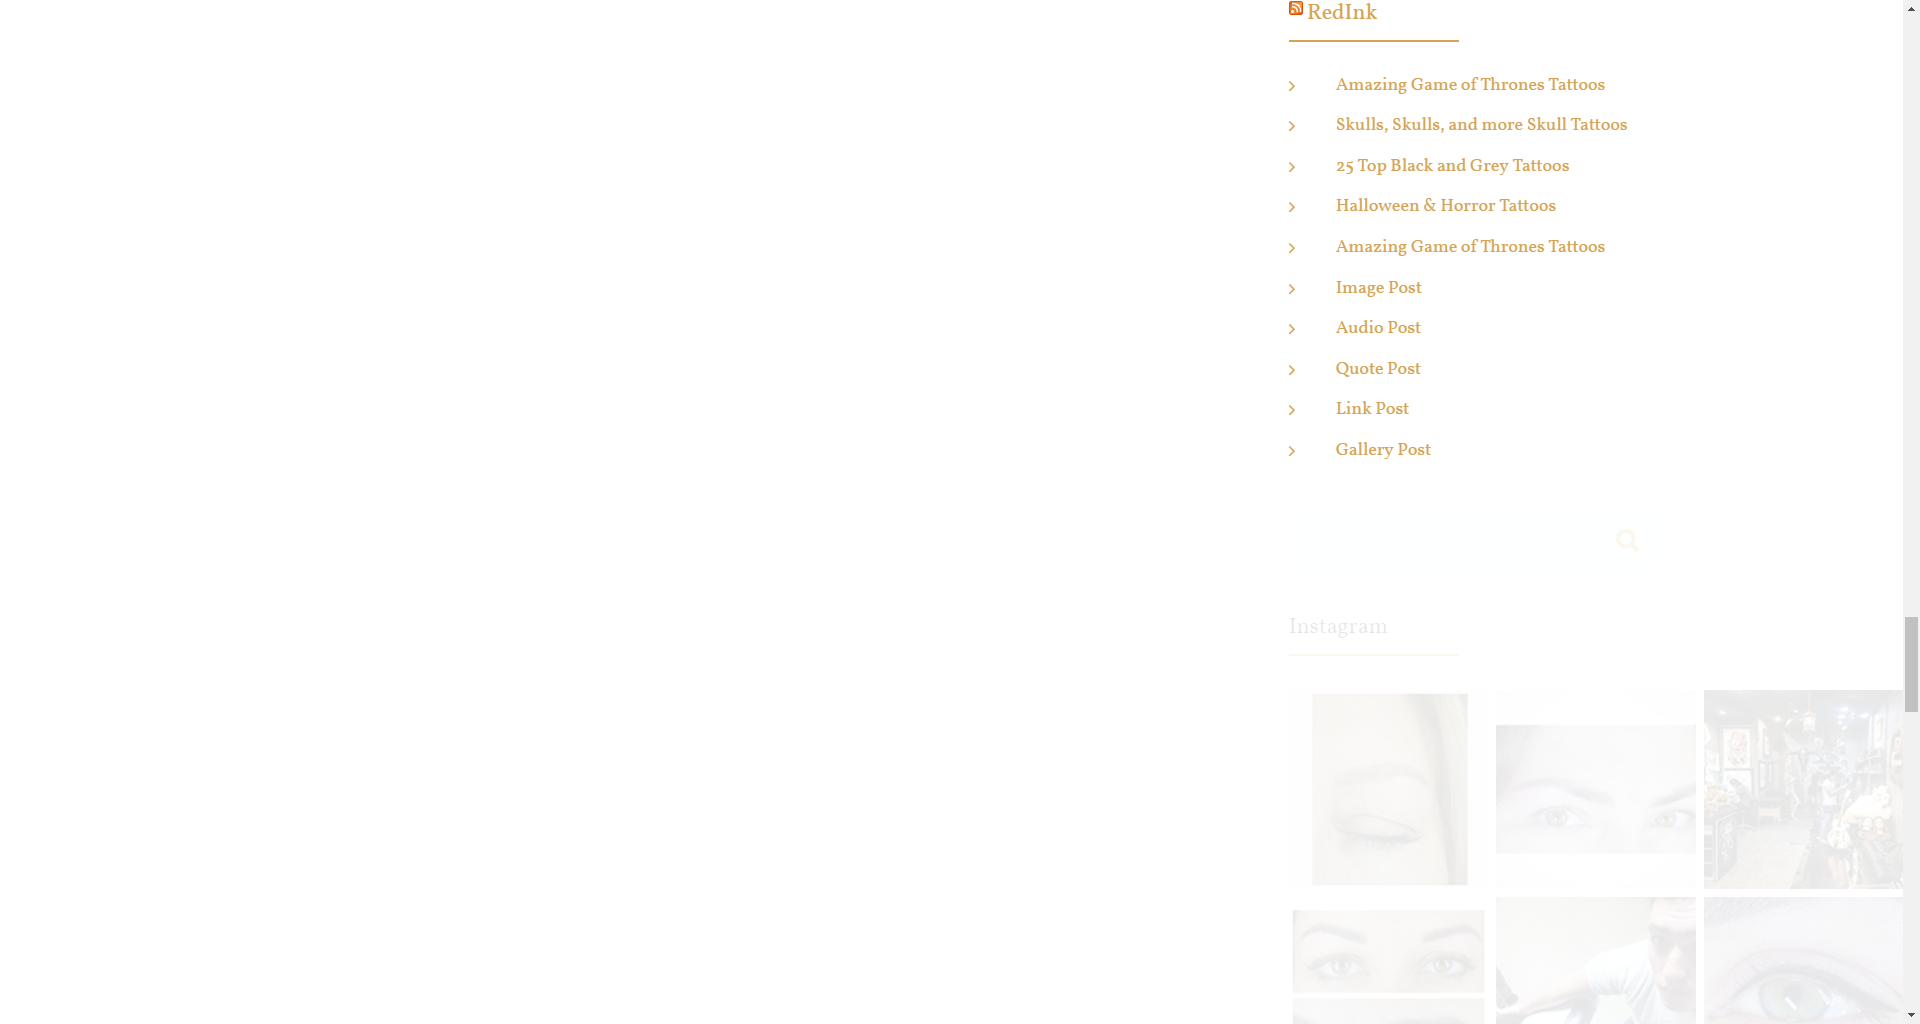 RedInk
Amazing Game of Thrones Tattoos
Skulls, Skulls, and more Skull Tattoos
25 Top Black and Grey Tattoos
Halloween & Horror Tattoos
Amazing Game of Thrones Tattoos
Image Post
Audio Post
Quote Post
Link Post
Gallery Post
Instagram